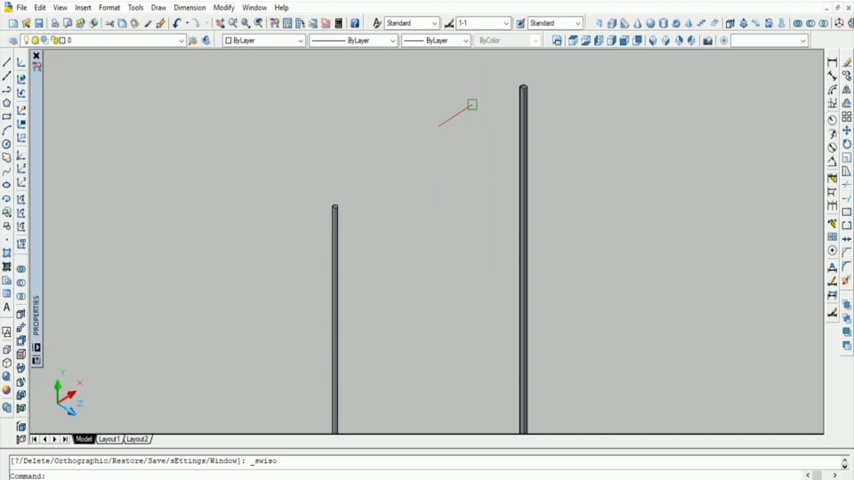 File Edit View Insert Format Tools Draw Dimension Modify Window Help
Standard 1-1 Standard
0 ByLayer ByLayer ByLayer ByColor
PROPERTIES
Y
X
Z
Model Layout1 Layout2
[?/Delete/Orthographic/Restore/Save/sEttings/Window]: _swiso
Command: